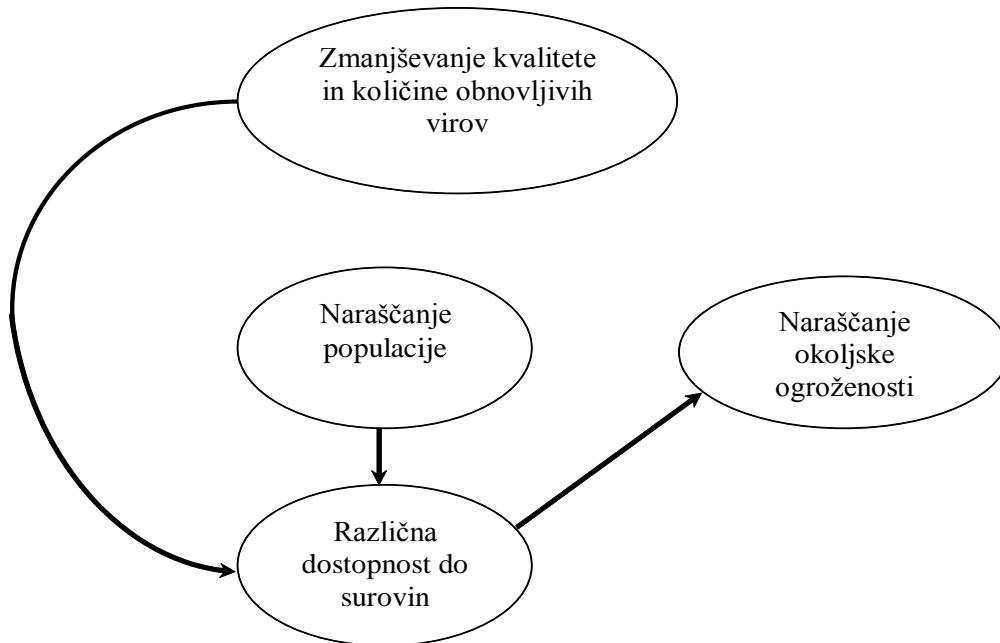 Zmanjševanje kvalitete
in količine obnovljivih
virov
Naraščanje
populacije
Naraščanje
okoljske
ogroženosti
Različna
dostopnost do
surovin